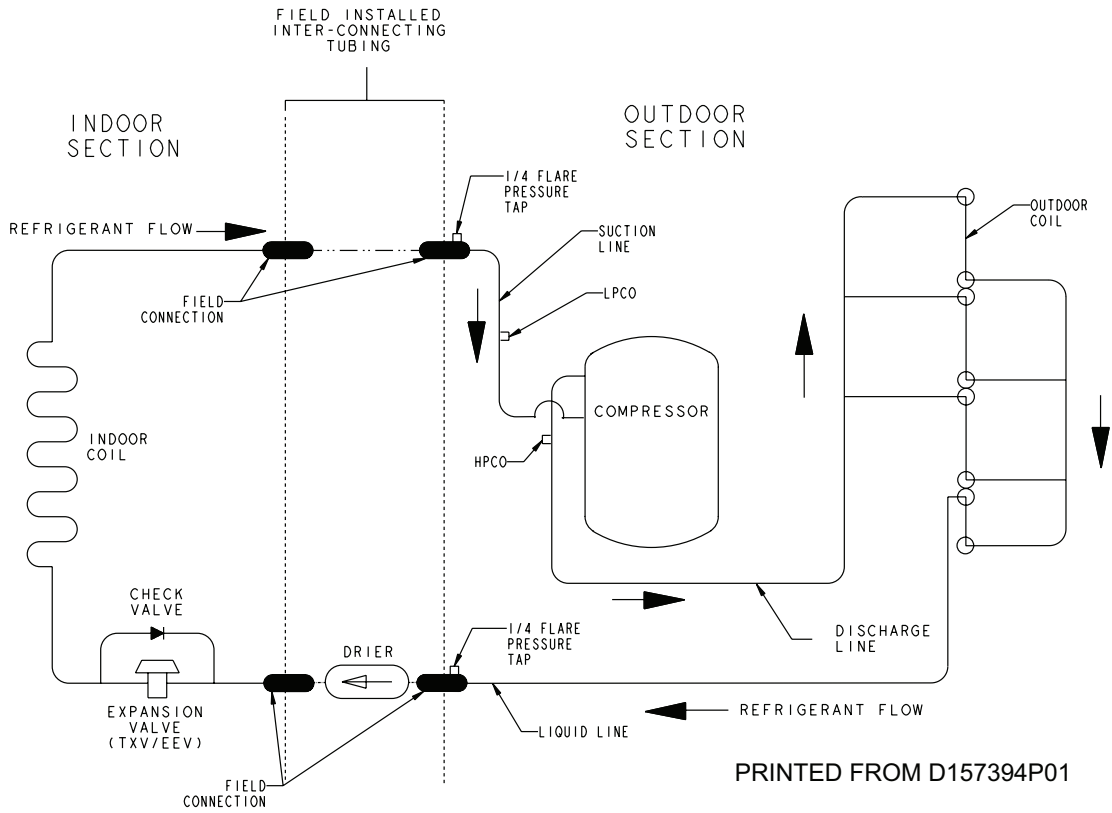 FIELD INSTALLED
INTER-CONNECTING
TUBING
INDOOR
SECTION
OUTDOOR
SECTION
1/4 FLARE
PRESSURE
TAP
REFRIGERANT FLOW
OUTDOOR
COIL
SUCTION
LINE
FIELD
CONNECTION
LPCO
COMPRESSOR
INDOOR
COIL
HPCO
CHECK
VALVE
1/4 FLARE
PRESSURE
TAP
DRIER
DISCHARGE
LINE
EXPANSION
VALVE
(TXV/EEV)
REFRIGERANT FLOW
LIQUID LINE
FIELD
CONNECTION
PRINTED FROM D157394P01